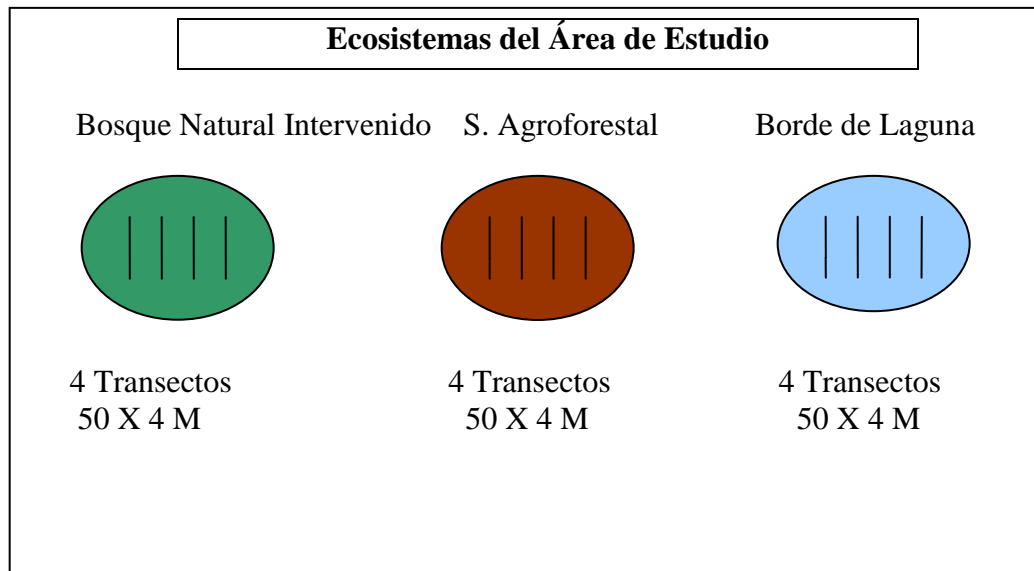 Ecosistemas del Área de Estudio
Bosque Natural Intervenido
S. Agroforestal
Borde de Laguna
4 Transectos
50 X 4 M
4 Transectos
50 X 4 M
4 Transectos
50 X 4 M